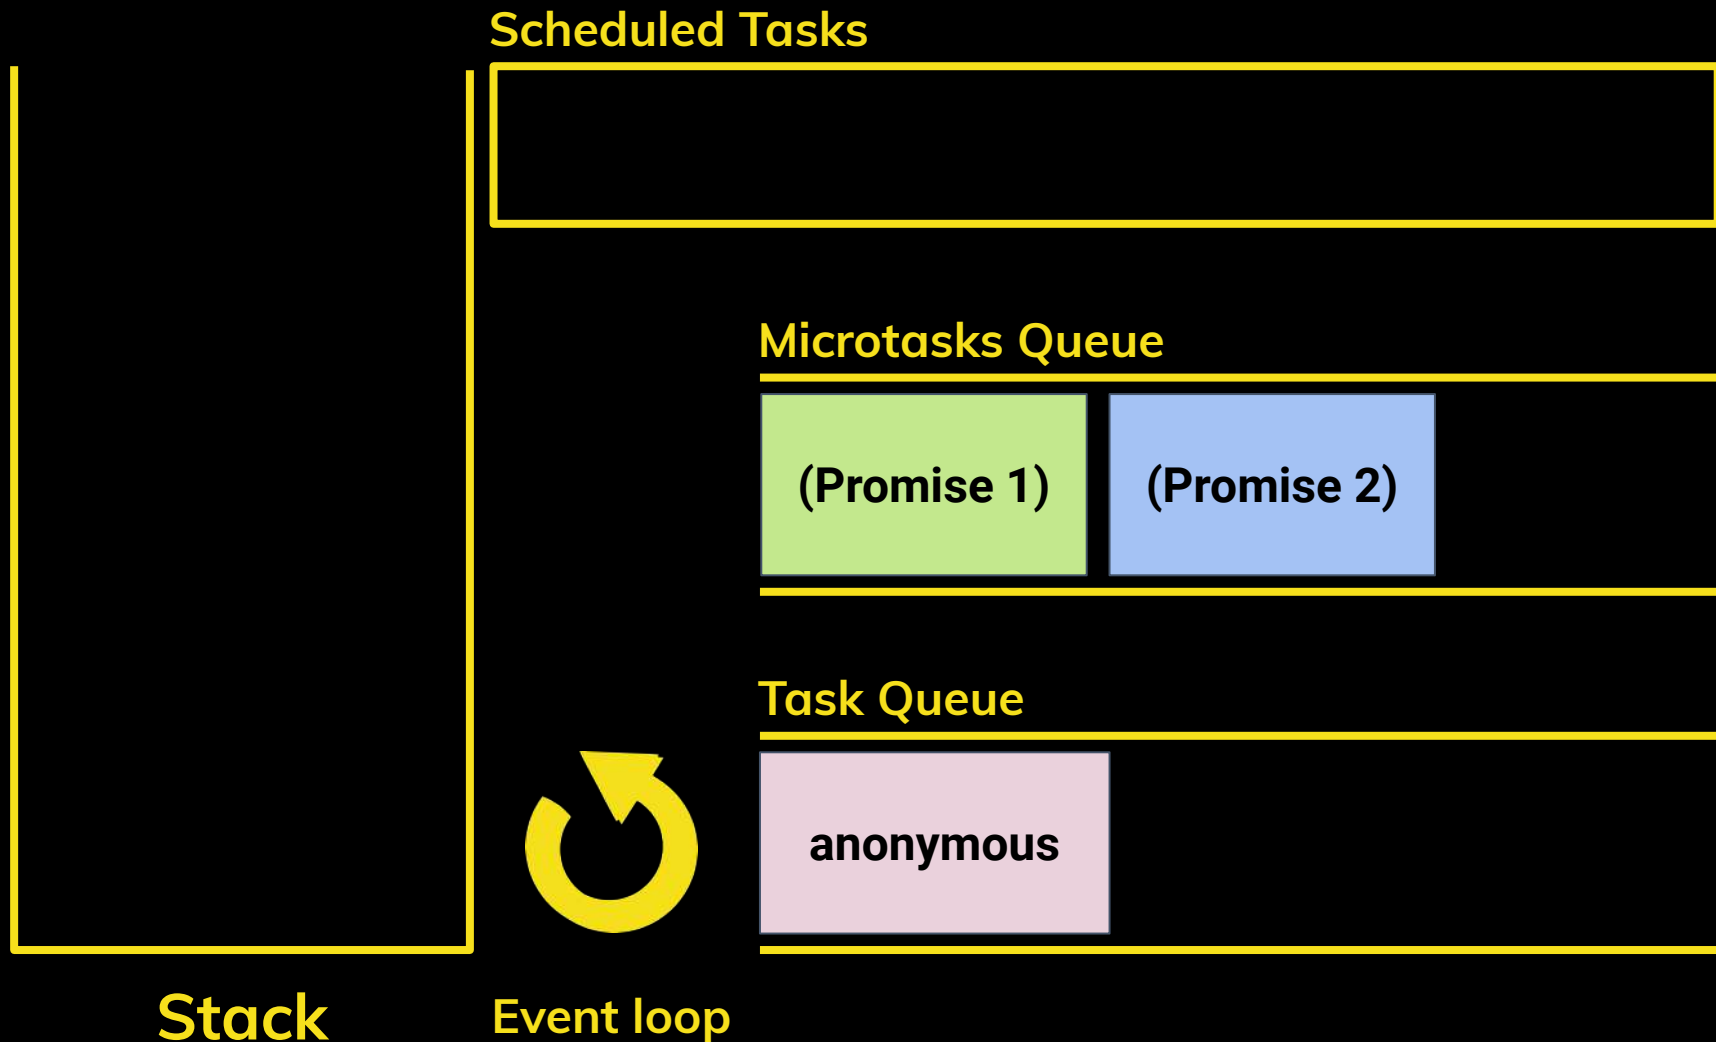 Scheduled Tasks
Microtasks Queue
(Promise 1) (Promise 2)
Task Queue
anonymous
Stack
Event loop